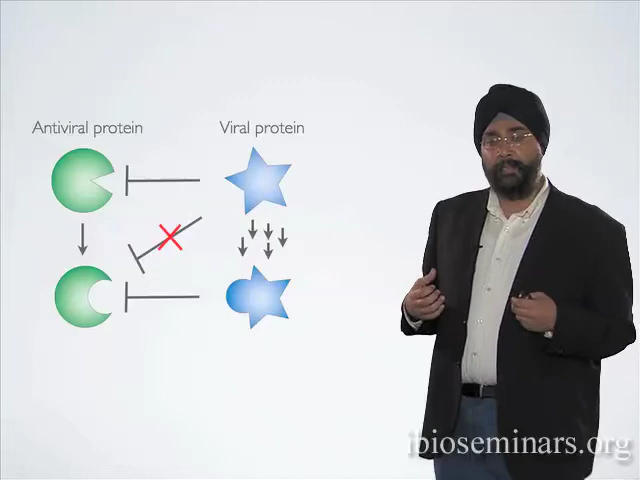 Antiviral protein
Viral protein
ibioseminars.org